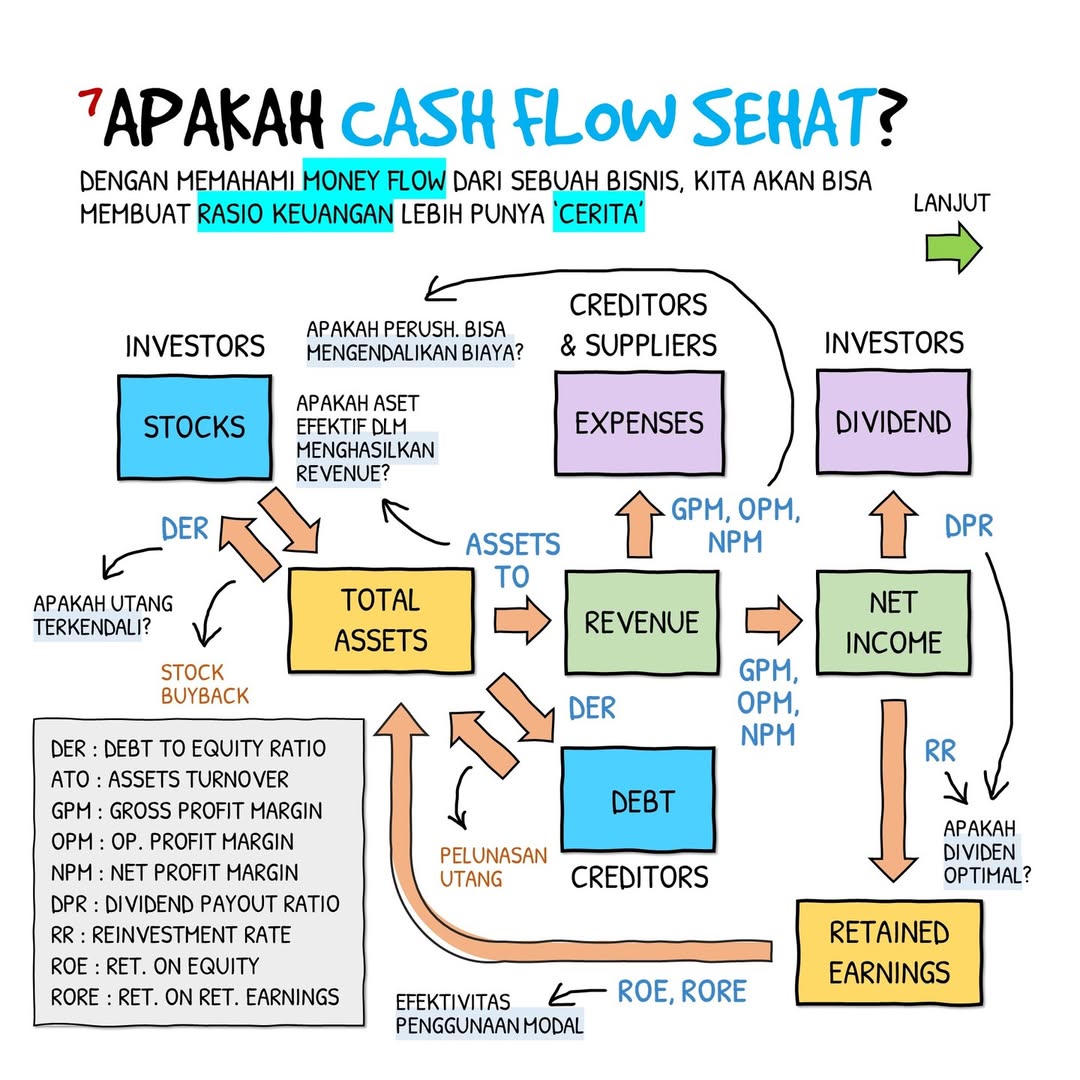 7 APAKAH CASH FLOW SEHAT?
DENGAN MEMAHAMI MONEY FLOW DARI SEBUAH BISNIS, KITA AKAN BISA
MEMBUAT RASIO KEUANGAN LEBIH PUNYA 'CERITA'
LANJUT
INVESTORS
STOCKS
APAKAH PERUSH. BISA
MENGENDALIKAN BIAYA?
APAKAH ASET
EFEKTIF DLM
MENGHASILKAN
REVENUE?
CREDITORS
& SUPPLIERS
EXPENSES
INVESTORS
DIVIDEND
DER
APAKAH UTANG
TERKENDALI?
STOCK
BUYBACK
TOTAL
ASSETS
ASSETS
TO
REVENUE
GPM, OPM,
NPM
GPM,
OPM,
NPM
NET
INCOME
DPR
DER
DEBT
CREDITORS
PELUNASAN
UTANG
RR
APAKAH
DIVIDEN
OPTIMAL?
RETAINED
EARNINGS
ROE, RORE
EFEKTIVITAS
PENGGUNAAN MODAL
DER : DEBT TO EQUITY RATIO
ATO : ASSETS TURNOVER
GPM : GROSS PROFIT MARGIN
OPM : OP. PROFIT MARGIN
NPM : NET PROFIT MARGIN
DPR : DIVIDEND PAYOUT RATIO
RR : REINVESTMENT RATE
ROE : RET. ON EQUITY
RORE : RET. ON RET. EARNINGS